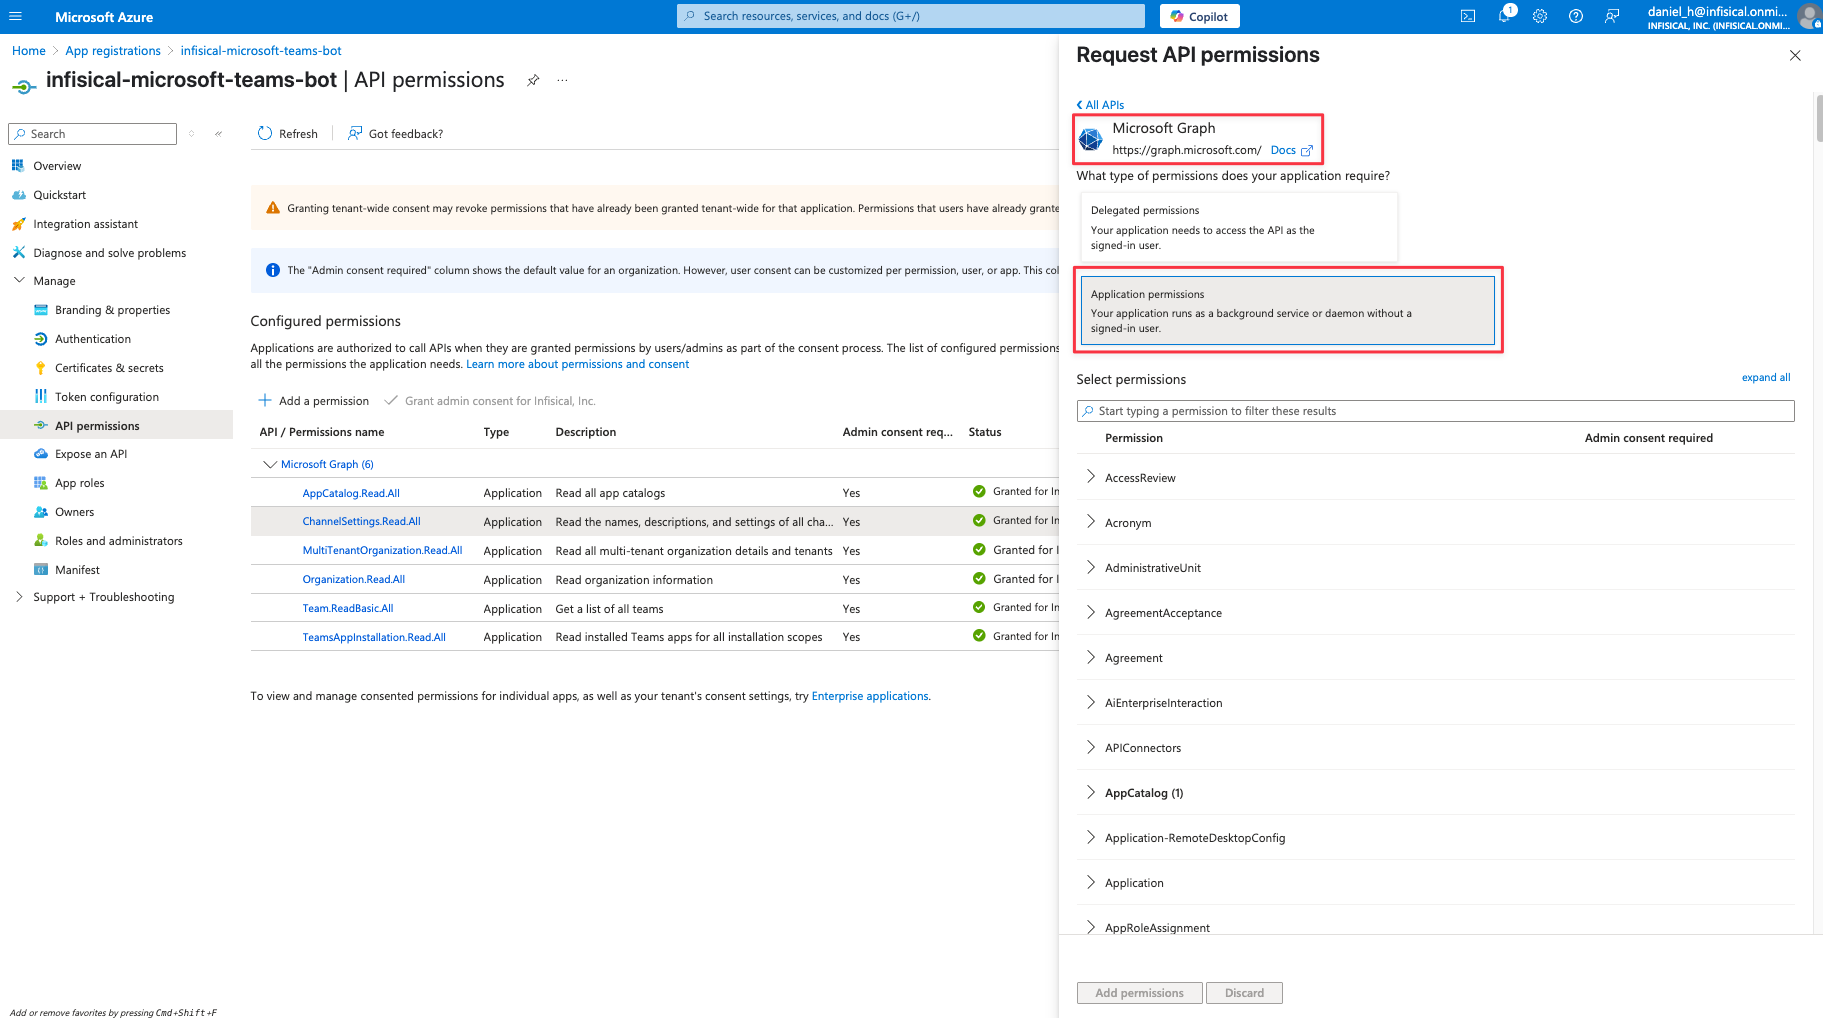 Microsoft Azure
Search resources, services, and docs (G+/)
Copilot
1
daniel_h@infisical.onmi...
INFISICAL, INC. (INFISICAL.ONMI...
Home > App registrations > infisical-microsoft-teams-bot
infisical-microsoft-teams-bot | API permissions
...
Search
Overview
Quickstart
Integration assistant
Diagnose and solve problems
Manage
Branding & properties
Authentication
Certificates & secrets
Token configuration
API permissions
Expose an API
App roles
Owners
Roles and administrators
Manifest
Support + Troubleshooting
Add or remove favorites by pressing Cmd+Shift+F
Refresh
Got feedback?
Granting tenant-wide consent may revoke permissions that have already been granted tenant-wide for that application. Permissions that users have already grante
The "Admin consent required" column shows the default value for an organization. However, user consent can be customized per permission, user, or app. This col
Configured permissions
Applications are authorized to call APIs when they are granted permissions by users/admins as part of the consent process. The list of configured permissions
all the permissions the application needs. Learn more about permissions and consent
Add a permission
Grant admin consent for Infisical, Inc.
API / Permissions name Type Description Admin consent req... Status
Microsoft Graph (6)
AppCatalog.Read.All Application Read all app catalogs Yes Granted for In
ChannelSettings.Read.All Application Read the names, descriptions, and settings of all cha... Yes Granted for In
MultiTenantOrganization.Read.All Application Read all multi-tenant organization details and tenants Yes Granted for I
Organization.Read.All Application Read organization information Yes Granted for I
Team.ReadBasic.All Application Get a list of all teams Yes Granted for In
TeamsAppInstallation.Read.All Application Read installed Teams apps for all installation scopes Yes Granted for In
To view and manage consented permissions for individual apps, as well as your tenant's consent settings, try Enterprise applications.
Request API permissions
All APIs
Microsoft Graph
https://graph.microsoft.com/ Docs
What type of permissions does your application require?
Delegated permissions
Your application needs to access the API as the
signed-in user.
Application permissions
Your application runs as a background service or daemon without a
signed-in user.
Select permissions
expand all
Start typing a permission to filter these results
Permission Admin consent required
AccessReview
Acronym
AdministrativeUnit
AgreementAcceptance
Agreement
AiEnterpriseInteraction
APIConnectors
AppCatalog (1)
Application-RemoteDesktopConfig
Application
AppRoleAssignment
Add permissions
Discard